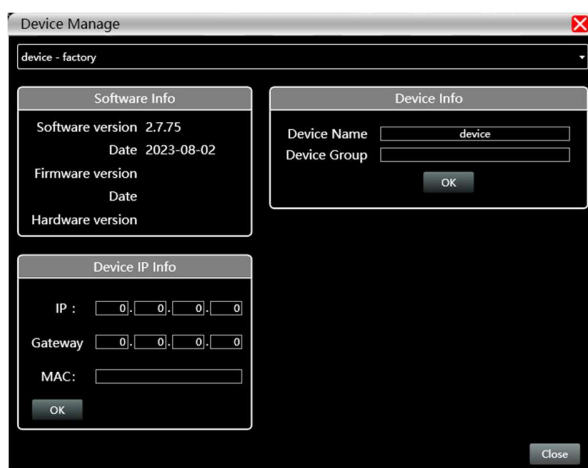 Device Manage
device - factory
Software Info
Software version 2.7.75
Date 2023-08-02
Firmware version
Date
Hardware version
Device Info
Device Name device
Device Group
OK
Device IP Info
IP : 0. 0. 0. 0
Gateway 0. 0. 0. 0
MAC:
OK
Close